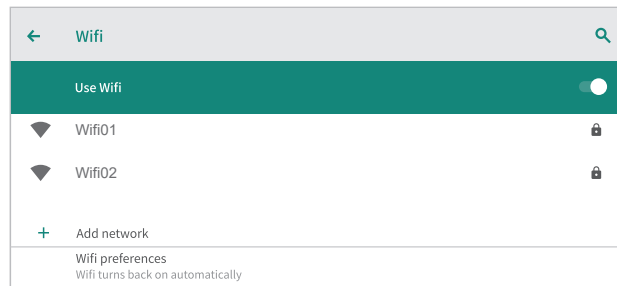 Wifi
Use Wifi
Wifi01
Wifi02
Add network
Wifi preferences
Wifi turns back on automatically